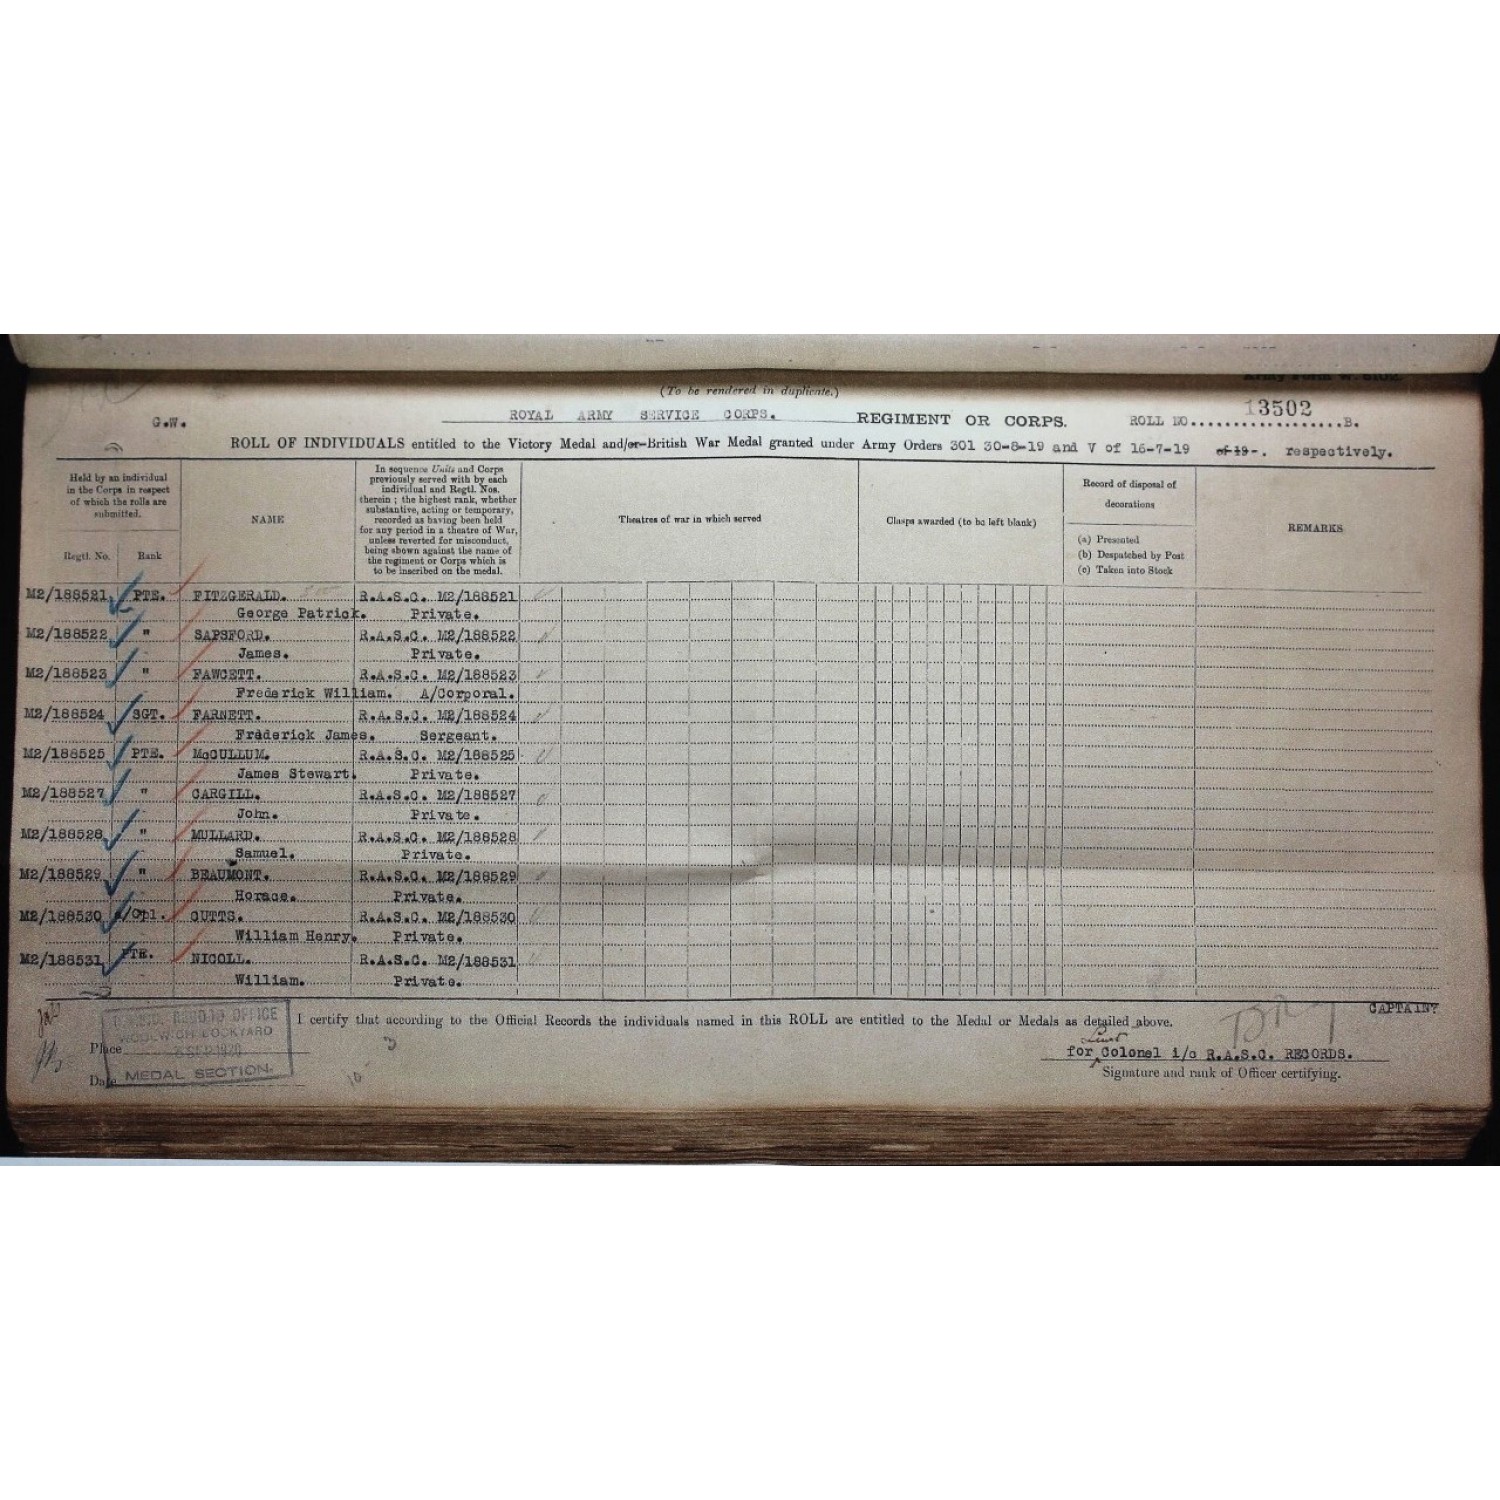 (To be rendered in duplicate.)
G.W. ROYAL ARMY SERVICE CORPS. REGIMENT OR CORPS. ROLL NO..................B. 13502
ROLL OF INDIVIDUALS entitled to the Victory Medal and/or British War Medal granted under Army Orders 301 30-8-19 and V of 16-7-19 of 19-. respectively.
Held by an individual
in the Corps in respect
of which the rolls are
submitted.
Regtl. No. Rank
NAME
In sequence Units and Corps
previously served with by each
individual and Regtl. Nos.
therein ; the highest rank, whether
substantive, acting or temporary,
recorded as having been held
for any period in a theatre of War,
unless reverted for misconduct,
being shown against the name of
the regiment or Corps which is
to be inscribed on the medal.
Theatres of war in which served
Clasps awarded (to be left blank)
Record of disposal of
decorations
(a) Presented
(b) Despatched by Post
(c) Taken into Stock
REMARKS
M2/188521 PTE. FITZGERALD. R.A.S.C. M2/188521
George Patrick. Private.
M2/188522 " SAPSFORD. R.A.S.C. M2/188522
James. Private.
M2/188523 " FAWCETT. R.A.S.C. M2/188523
Frederick William. A/Corporal.
M2/188524 SGT. FARNETT. R.A.S.C. M2/188524
Frederick James. Sergeant.
M2/188525 PTE. McCULLUM. R.A.S.C. M2/188525
James Stewart. Private.
M2/188527 " CARGILL. R.A.S.C. M2/188527
John. Private.
M2/188528 " MULLARD. R.A.S.C. M2/188528
Samuel. Private.
M2/188529 " BEAUMONT. R.A.S.C. M2/188529
Horace. Private.
M2/188530 A/Cpl. CUTTS. R.A.S.C. M2/188530
William Henry. Private.
M2/188531 PTE. NICOLL. R.A.S.C. M2/188531
William. Private.
I certify that according to the Official Records the individuals named in this ROLL are entitled to the Medal or Medals as detailed above.
CAPTAIN
R.A.S.C. RECORD OFFICE
WOOLWICH DOCKYARD
SEP 1920
MEDAL SECTION.
Place
Date
3
10
for Colonel i/c R.A.S.C. RECORDS.
Signature and rank of Officer certifying.